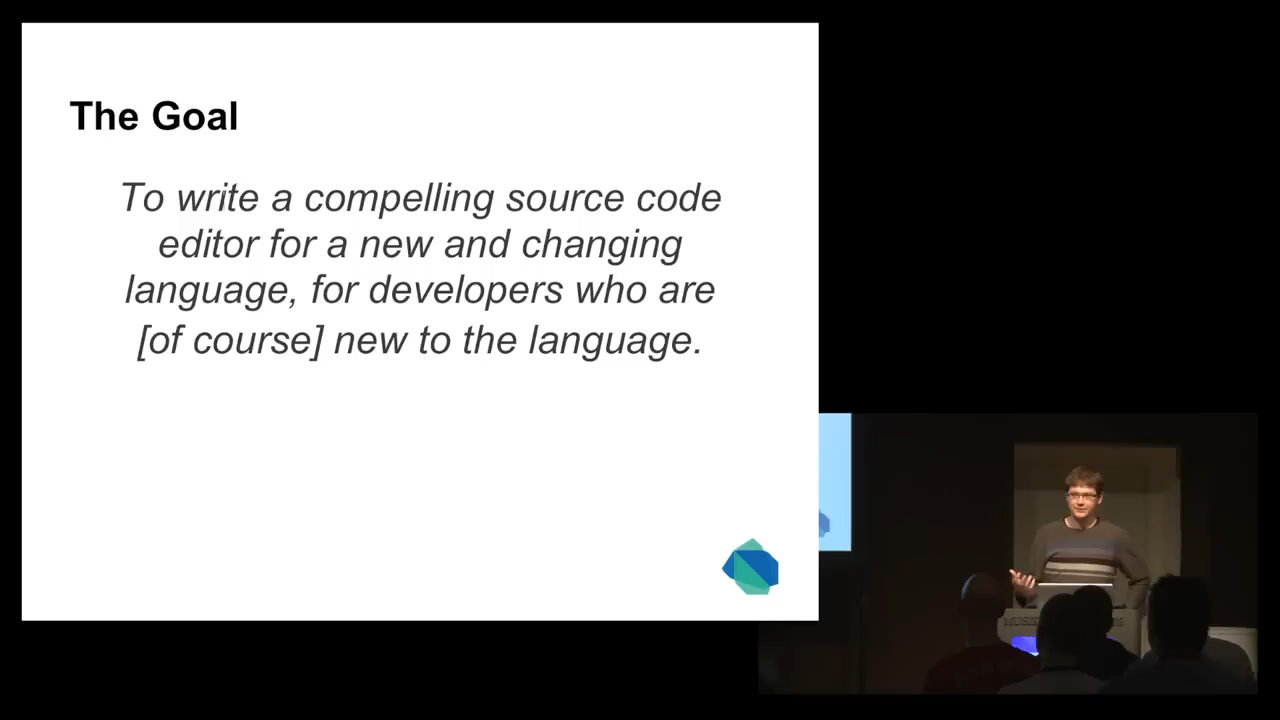 The Goal
To write a compelling source code
editor for a new and changing
language, for developers who are
[of course] new to the language.